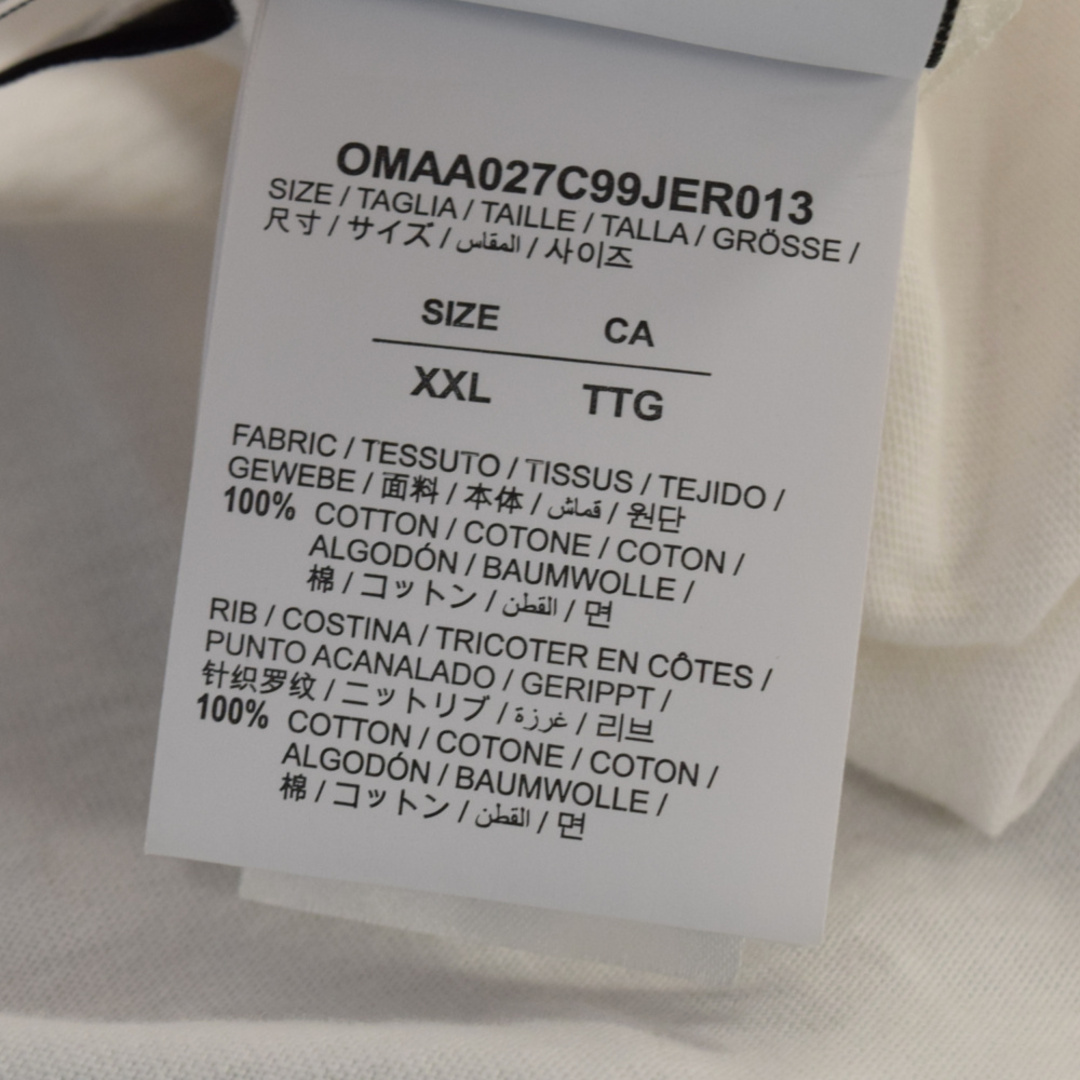 OMAA027C99JER013
SIZE / TAGLIA / TAILLE / TALLA / GRÖSSE /
尺寸 / サイズ / المقاس / 사이즈
SIZE CA
XXL TTG
FABRIC / TESSUTO / TISSUS / TEJIDO /
GEWEBE / 面料 / 本体 / قماش / 원단
100% COTTON / COTONE / COTON /
ALGODÓN / BAUMWOLLE /
棉 / コットン / القطن / 면
RIB / COSTINA / TRICOTER EN CÔTES /
PUNTO ACANALADO / GERIPPT /
针织罗纹 / ニットリブ / غرزة / 리브
100% COTTON / COTONE / COTON /
ALGODÓN / BAUMWOLLE /
棉 / コットン / القطن / 면